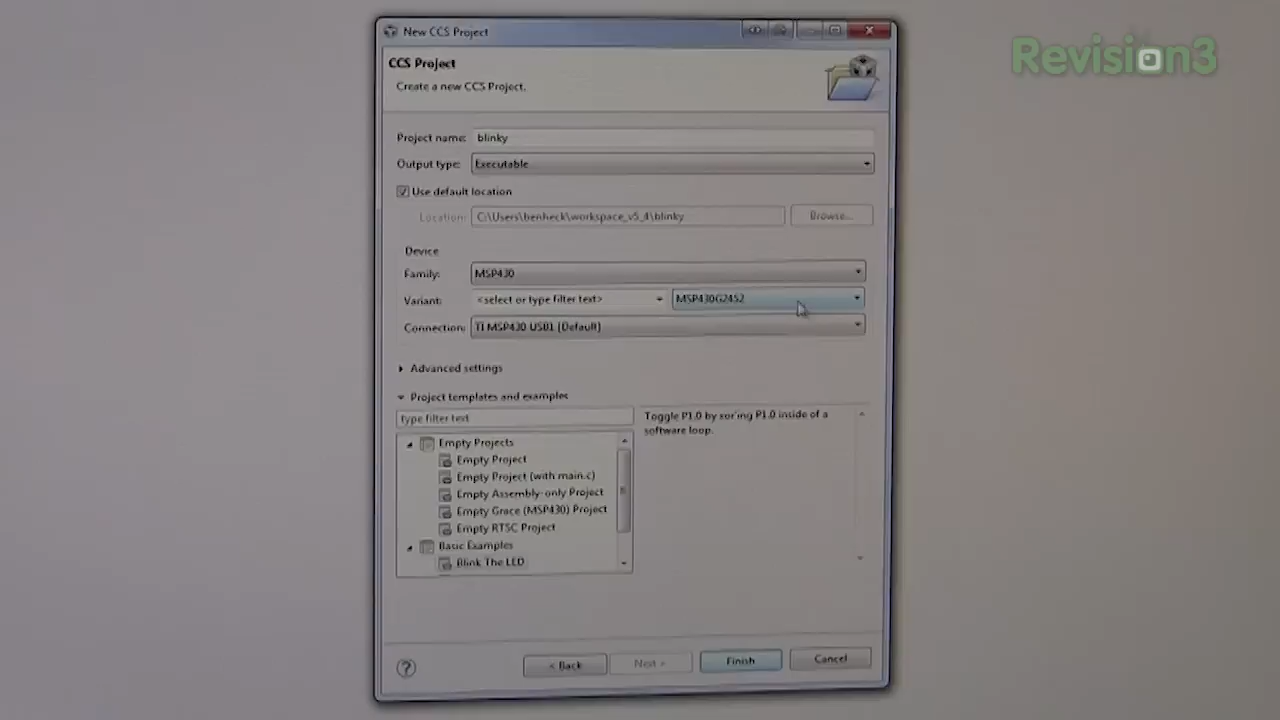 New CCS Project
Revision3
CCS Project
Create a new CCS Project.
Project name: blinky
Output type: Executable
Use default location
Location: C:\Users\benheck\workspace_v5_4\blinky Browse...
Device
Family: MSP430
Variant: <select or type filter text> MSP430G2452
Connection: TI MSP430 USB1 [Default]
Advanced settings
Project templates and examples
type filter text
Toggle P1.0 by xor'ing P1.0 inside of a
software loop.
Empty Projects
Empty Project
Empty Project (with main.c)
Empty Assembly-only Project
Empty Grace (MSP430) Project
Empty RTSC Project
Basic Examples
Blink The LED
? < Back Next > Finish Cancel